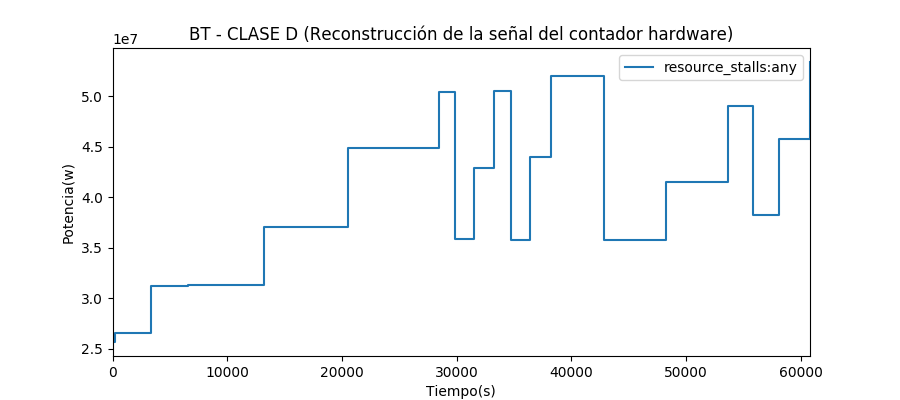 BT - CLASE D (Reconstrucción de la señal del contador hardware)
1e7
resource_stalls:any
5.0
4.5
4.0
3.5
3.0
2.5
Potencia(w)
0 10000 20000 30000 40000 50000 60000
Tiempo(s)